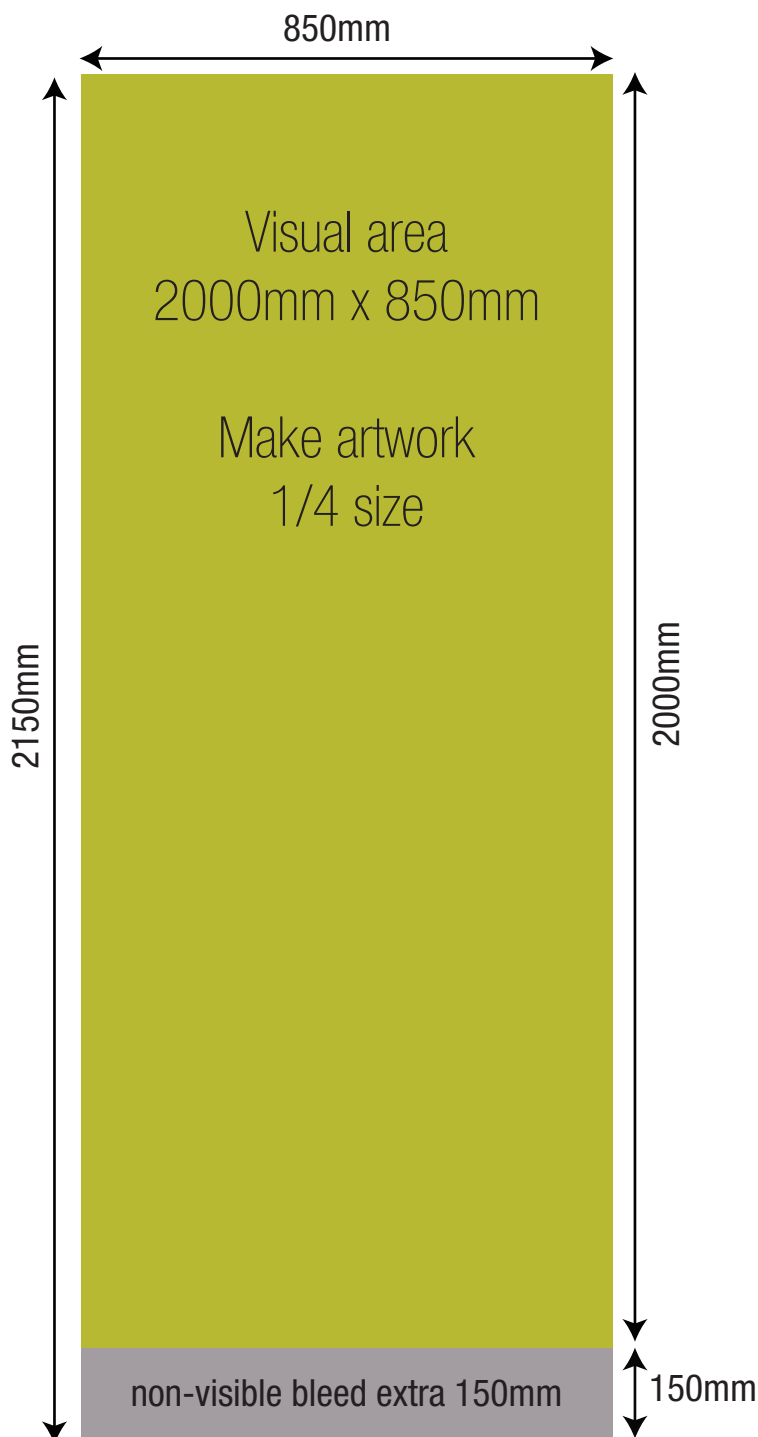 850mm
Visual area
2000mm x 850mm
Make artwork
1/4 size
2150mm
2000mm
non-visible bleed extra 150mm
150mm